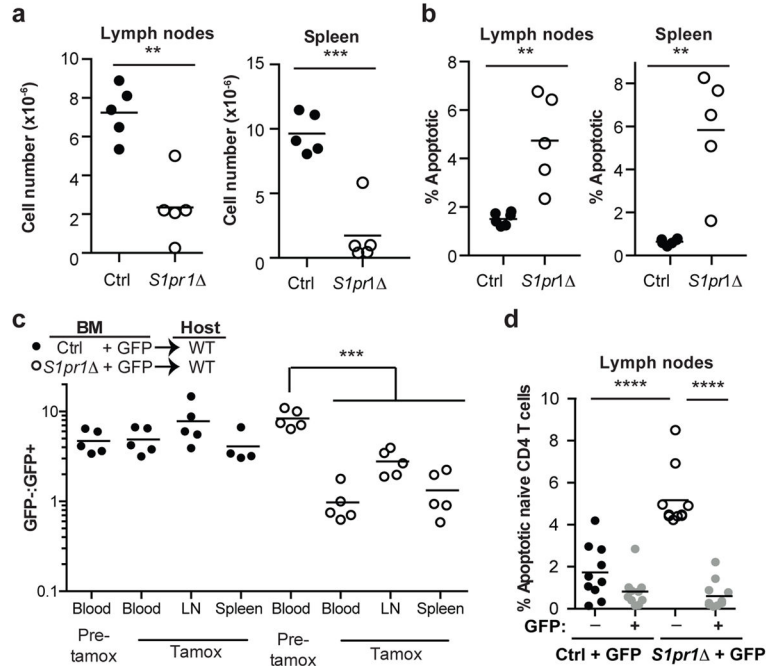 a
Lymph nodes
**
Cell number (x10-6)
10
8
6
4
2
0
Ctrl S1pr1Δ
Spleen
***
Cell number (x10-6)
15
10
5
0
Ctrl S1pr1Δ
b
Lymph nodes
**
% Apoptotic
8
6
4
2
0
Ctrl S1pr1Δ
Spleen
**
% Apoptotic
8
6
4
2
0
Ctrl S1pr1Δ
c
BM Host
Ctrl + GFP WT
S1pr1Δ + GFP WT
***
GFP-:GFP+
10
1
0.1
Blood Blood LN Spleen Blood Blood LN Spleen
Pre-
tamox
Tamox
Pre-
tamox
Tamox
d
Lymph nodes
**** ****
% Apoptotic naive CD4 T cells
10
8
6
4
2
0
GFP: – + – +
Ctrl + GFP S1pr1Δ + GFP